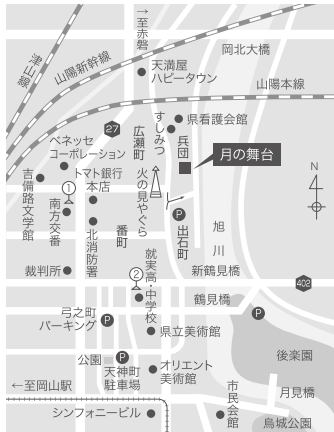 →至赤磐
岡北大橋
津山線
山陽新幹線
天満屋
ハピータウン
山陽本線
県看護会館
すしみつ
兵団
広瀬町
27
ベネッセ
コーポレーション
月の舞台
トマト銀行
本店
火の見やぐら
N
吉備路文学館
1
南方交番
北消防署
番町
P
出石町
旭川
就実高・中学校
裁判所
2
新鶴見橋
402
鶴見橋
弓之町
パーキング
P
P
県立美術館
後楽園
公園
P
天神町
駐車場
オリエント
美術館
←至岡山駅
市民会館
月見橋
シンフォニービル
烏城公園